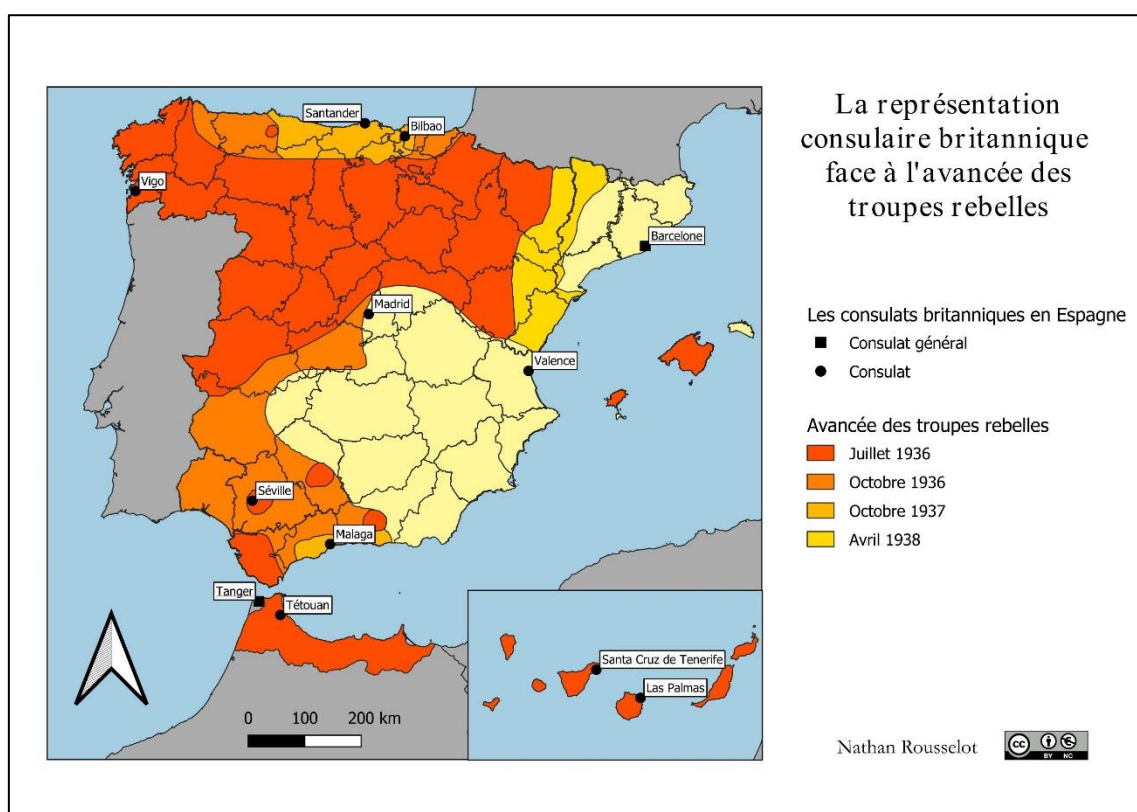 La représentation
consulaire britannique
face à l'avancée des
troupes rebelles
Santander
Bilbao
Vigo
Barcelone
Madrid
Valence
Séville
Malaga
Tanger
Tétouan
Santa Cruz de Tenerife
Las Palmas
0 100 200 km
Les consulats britanniques en Espagne
Consulat général
Consulat
Avancée des troupes rebelles
Juillet 1936
Octobre 1936
Octobre 1937
Avril 1938
Nathan Rousselot
cc
BY NC